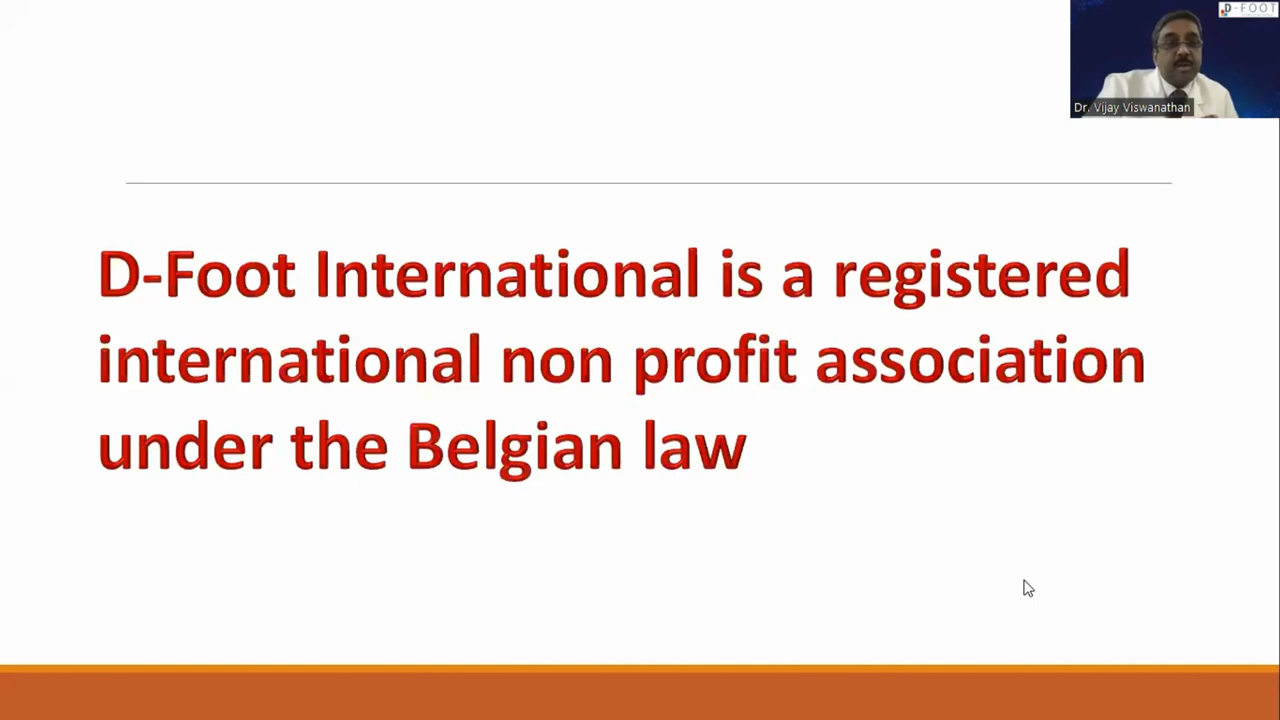 D-FOOT
Dr. Vijay Viswanathan
D-Foot International is a registered
international non profit association
under the Belgian law